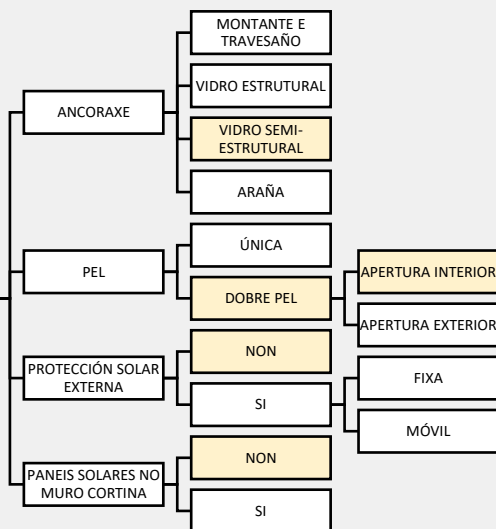 ANCORAXE
MONTANTE E
TRAVESAÑO
VIDRO ESTRUTURAL
VIDRO SEMI-
ESTRUTURAL
ARAÑA
PEL
ÚNICA
DOBRE PEL
APERTURA INTERIOR
APERTURA EXTERIOR
PROTECCIÓN SOLAR
EXTERNA
NON
SI
FIXA
MÓVIL
PANEIS SOLARES NO
MURO CORTINA
NON
SI